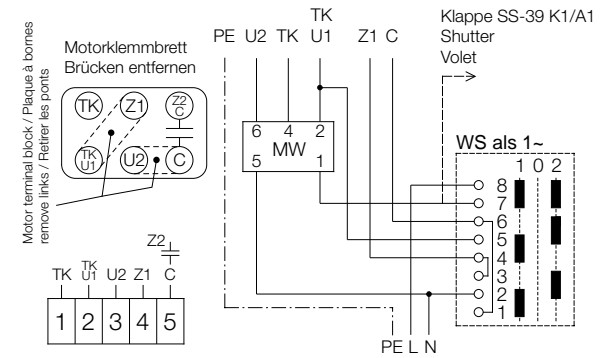 Motorklemmbrett
Brücken entfernen
TK Z1 Z2
C
TK
U1 U2 C
Motor terminal block / Plaque à bornes
remove links / Retirer les ponts
Z2
TK TK
U1 U2 Z1 C
1 2 3 4 5
TK
PE U2 TK U1 Z1 C
6 4 2
MW
5 1
Klappe SS-39 K1/A1
Shutter
Volet
WS als 1~
1 0 2
8
7
6
5
4
3
2
1
PE L N